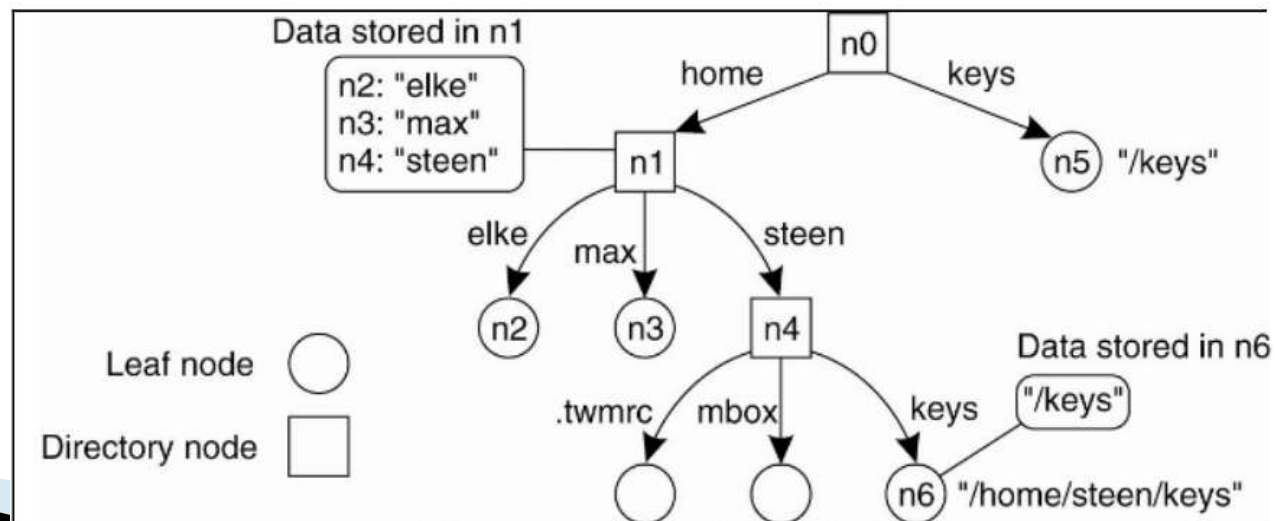 Data stored in n1
n0
home
keys
n2: "elke"
n3: "max"
n4: "steen"
n1
n5 "/keys"
elke
max
steen
n2
n3
n4
Leaf node
Data stored in n6
"/keys"
.twmrc
mbox
keys
Directory node
n6 "/home/steen/keys"